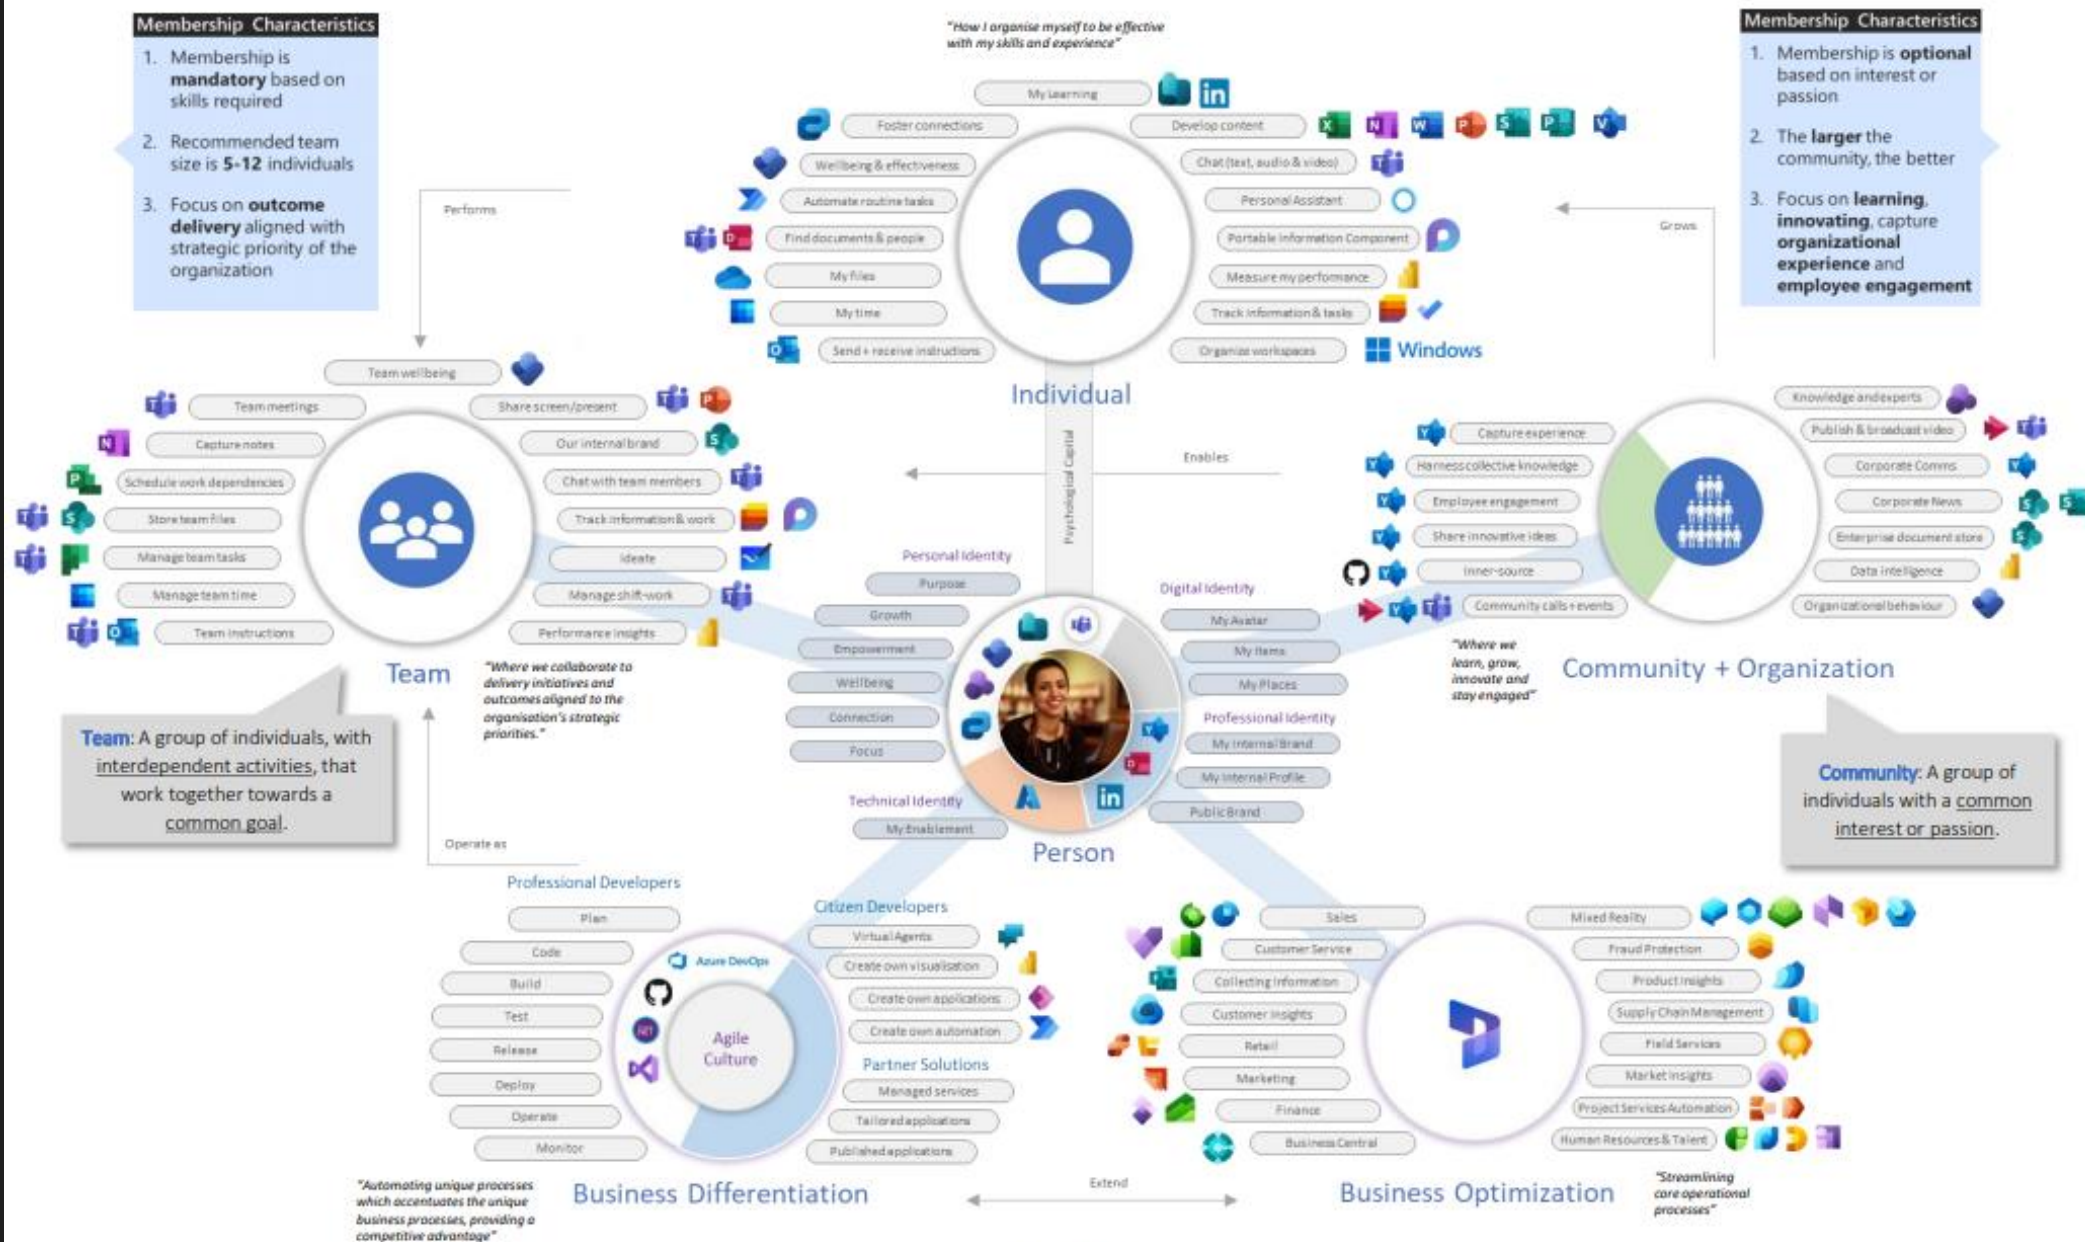 Membership Characteristics
1. Membership is
mandatory based on
skills required
2. Recommended team
size is 5-12 individuals
3. Focus on outcome
delivery aligned with
strategic priority of the
organization
"How I organise myself to be effective
with my skills and experience"
Membership Characteristics
1. Membership is optional
based on interest or
passion
2. The larger the
community, the better
3. Focus on learning,
innovating, capture
organizational
experience and
employee engagement
My Learning
Foster connections
Wellbeing & effectiveness
Automate routine tasks
Find documents & people
My files
My time
Send + receive instructions
Develop content
Chat (text, audio & video)
Personal Assistant
Portable Information Component
Measure my performance
Track Information & tasks
Organize workspaces
Windows
Individual
Performs
Grows
Enables
Psychological Capital
Team wellbeing
Team meetings
Capture notes
Schedule work dependencies
Store team files
Manage team tasks
Manage team time
Team instructions
Share screen/present
Our internal brand
Chat with team members
Track information & work
Ideate
Manage shift-work
Performance Insights
Team
"Where we collaborate to
delivery initiatives and
outcomes aligned to the
organisation's strategic
priorities."
Team: A group of individuals, with
interdependent activities, that
work together towards a
common goal.
Operate as
Capture experience
Harness collective knowledge
Employee engagement
Share innovative ideas
Inner-source
Community calls + events
Knowledge and experts
Publish & broadcast video
Corporate Comms
Corporate News
Enterprise document store
Data intelligence
Organizational behaviour
"Where we
learn, grow,
innovate and
stay engaged"
Community + Organization
Community: A group of
individuals with a common
interest or passion.
Personal Identity
Purpose
Growth
Empowerment
Wellbeing
Connection
Focus
Technical Identity
My Enablement
Digital Identity
My Avatar
My Items
My Places
Professional Identity
My Internal Brand
My Internal Profile
Public Brand
Person
Professional Developers
Plan
Code
Build
Test
Release
Deploy
Operate
Monitor
Azure DevOps
Agile
Culture
Citizen Developers
Virtual Agents
Create own visualisation
Create own applications
Create own automation
Partner Solutions
Managed services
Tailored applications
Published applications
"Automating unique processes
which accentuates the unique
business processes, providing a
competitive advantage"
Business Differentiation
Extend
Sales
Customer Service
Collecting Information
Customer Insights
Retail
Marketing
Finance
Business Central
Mixed Reality
Fraud Protection
Product Insights
Supply Chain Management
Field Services
Market Insights
Project Services Automation
Human Resources & Talent
Business Optimization
"Streamlining
core operational
processes"